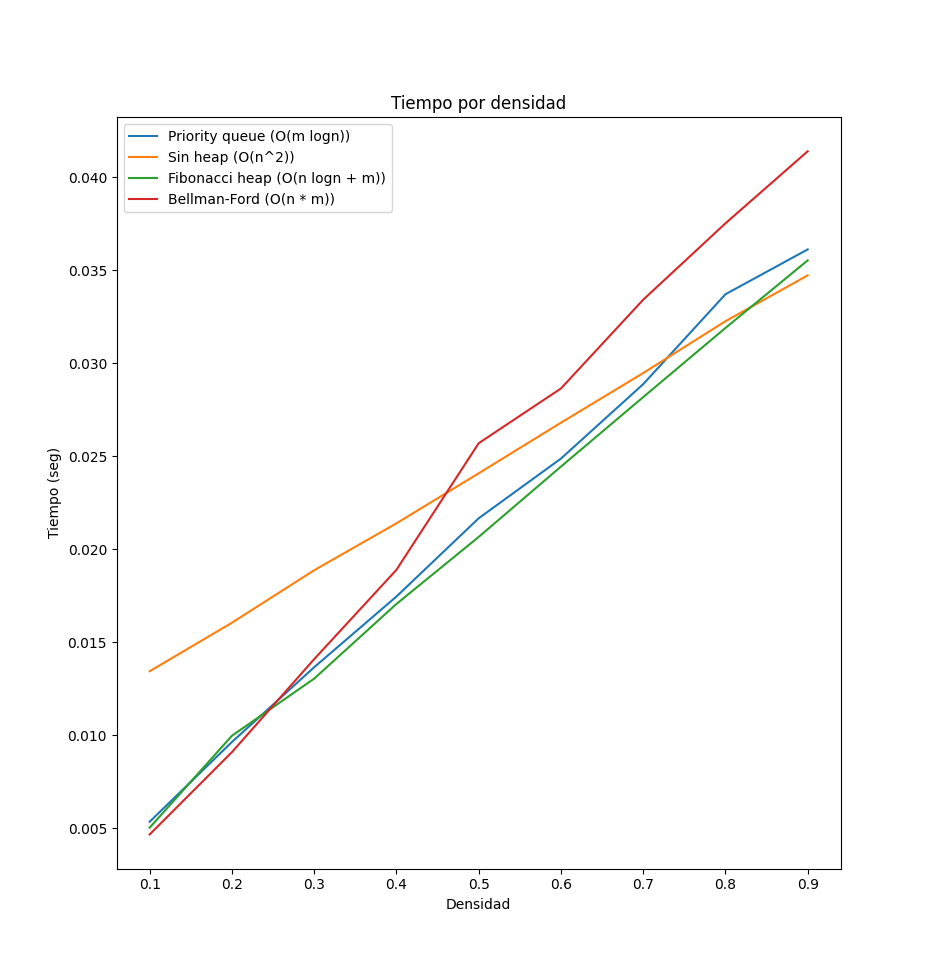 Tiempo por densidad
Priority queue (O(m logn))
Sin heap (O(n^2))
Fibonacci heap (O(n logn + m))
Bellman-Ford (O(n * m))
0.040
0.035
0.030
0.025
0.020
0.015
0.010
0.005
Tiempo (seg)
0.1 0.2 0.3 0.4 0.5 0.6 0.7 0.8 0.9
Densidad